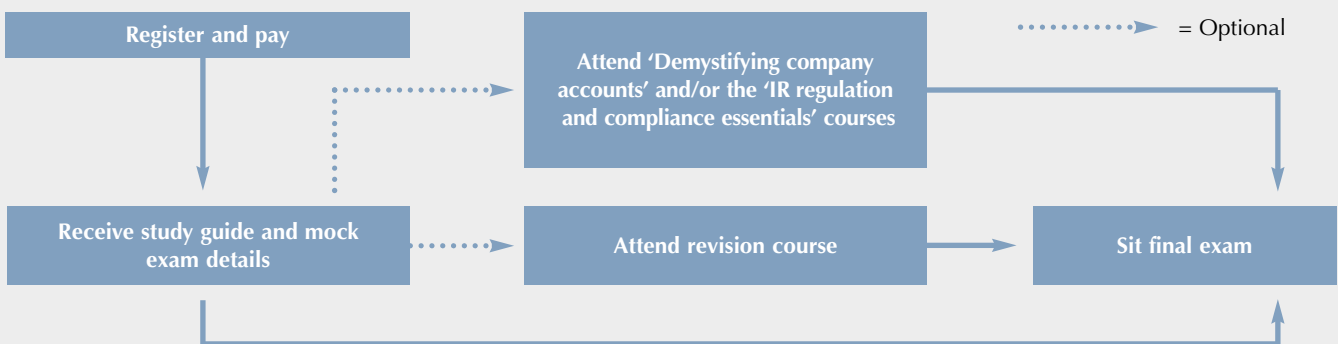 Register and pay
Attend ‘Demystifying company
accounts’ and/or the ‘IR regulation
and compliance essentials’ courses
= Optional
Receive study guide and mock
exam details
Attend revision course
Sit final exam